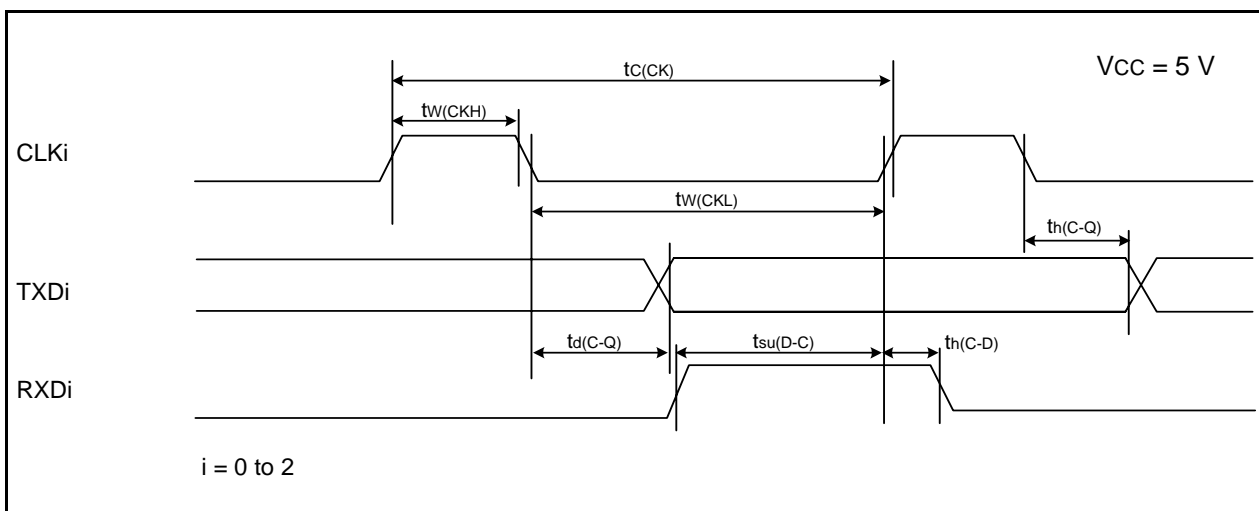 tC(CK)
VCC = 5 V
tW(CKH)
CLKi
tW(CKL)
th(C-Q)
TXDi
td(C-Q)
tsu(D-C)
th(C-D)
RXDi
i = 0 to 2